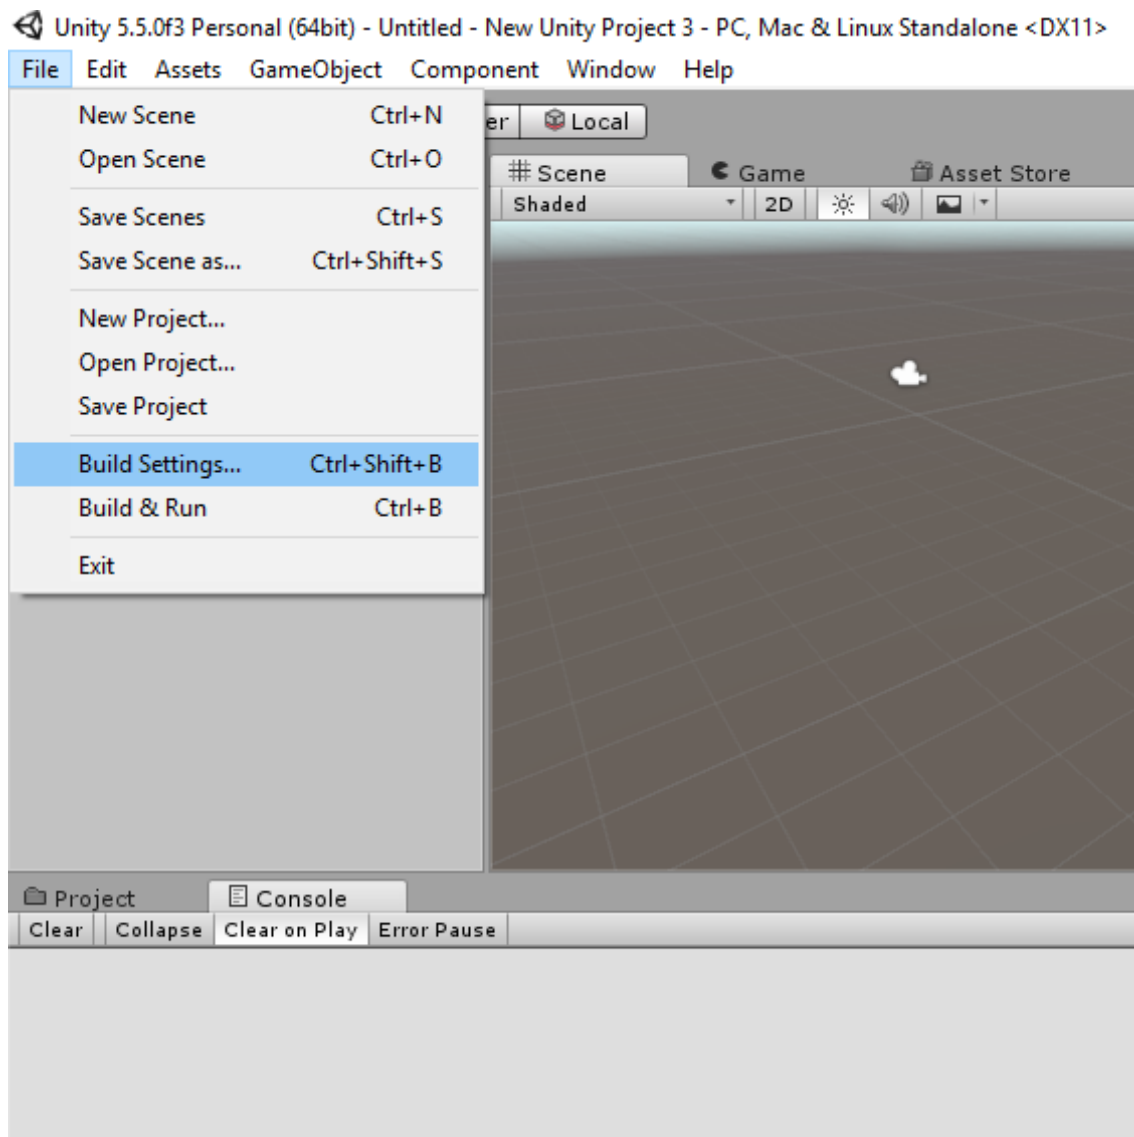 Unity 5.5.0f3 Personal (64bit) - Untitled - New Unity Project 3 - PC, Mac & Linux Standalone <DX11>
File Edit Assets GameObject Component Window Help
New Scene Ctrl+N
Open Scene Ctrl+O
Save Scenes Ctrl+S
Save Scene as... Ctrl+Shift+S
New Project...
Open Project...
Save Project
Build Settings... Ctrl+Shift+B
Build & Run Ctrl+B
Exit
er Local
Scene Game Asset Store
Shaded 2D
Project Console
Clear Collapse Clear on Play Error Pause